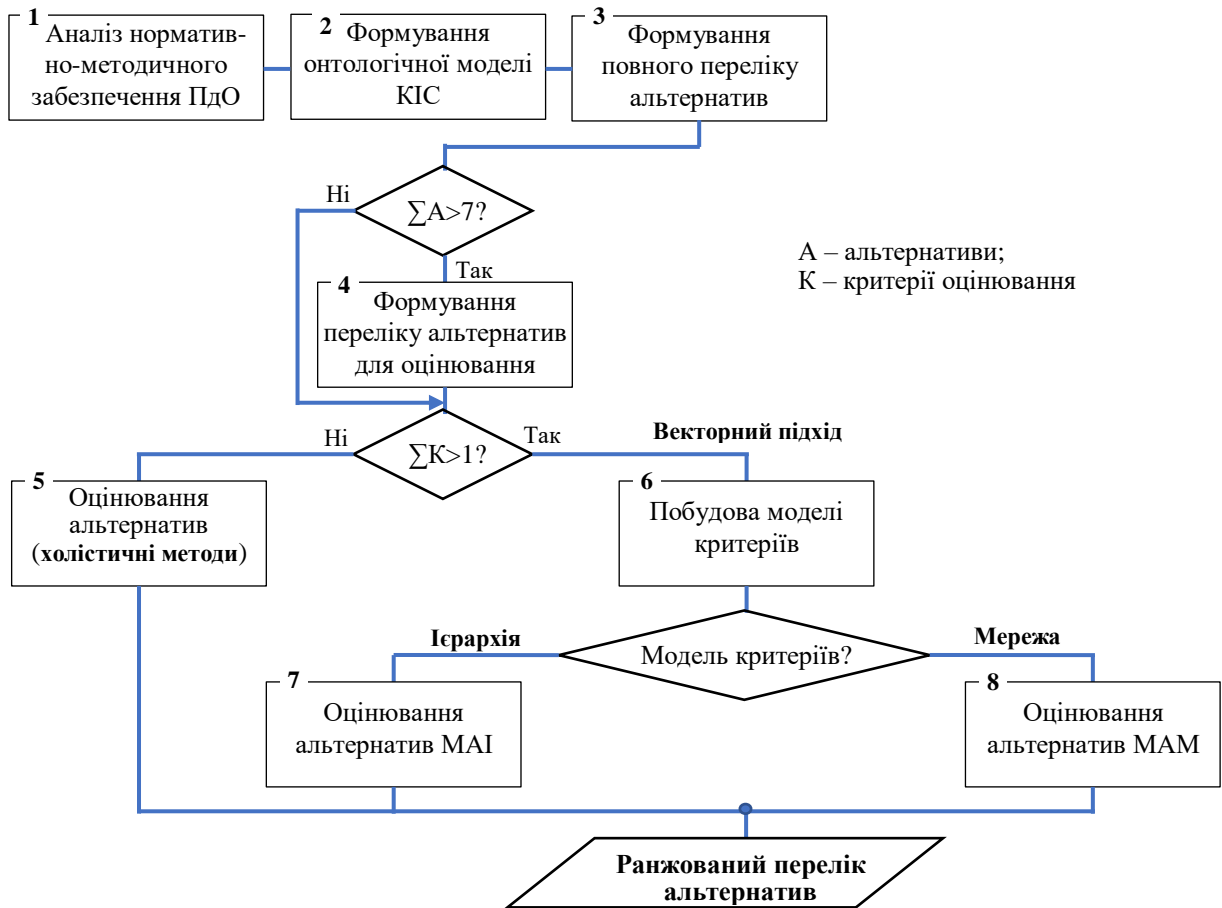 1
Аналіз норматив-
но-методичного
забезпечення ПдО
2
Формування
онтологічної моделі
КІС
3
Формування
повного переліку
альтернатив
Ні
∑А>7?
Так
А – альтернативи;
К – критерії оцінювання
4
Формування
переліку альтернатив
для оцінювання
Ні
∑К>1?
Так
Векторний підхід
5
Оцінювання
альтернатив
(холістичні методи)
6
Побудова моделі
критеріїв
Ієрархія
Модель критеріїв?
Мережа
7
Оцінювання
альтернатив МАІ
8
Оцінювання
альтернатив МАМ
Ранжований перелік
альтернатив